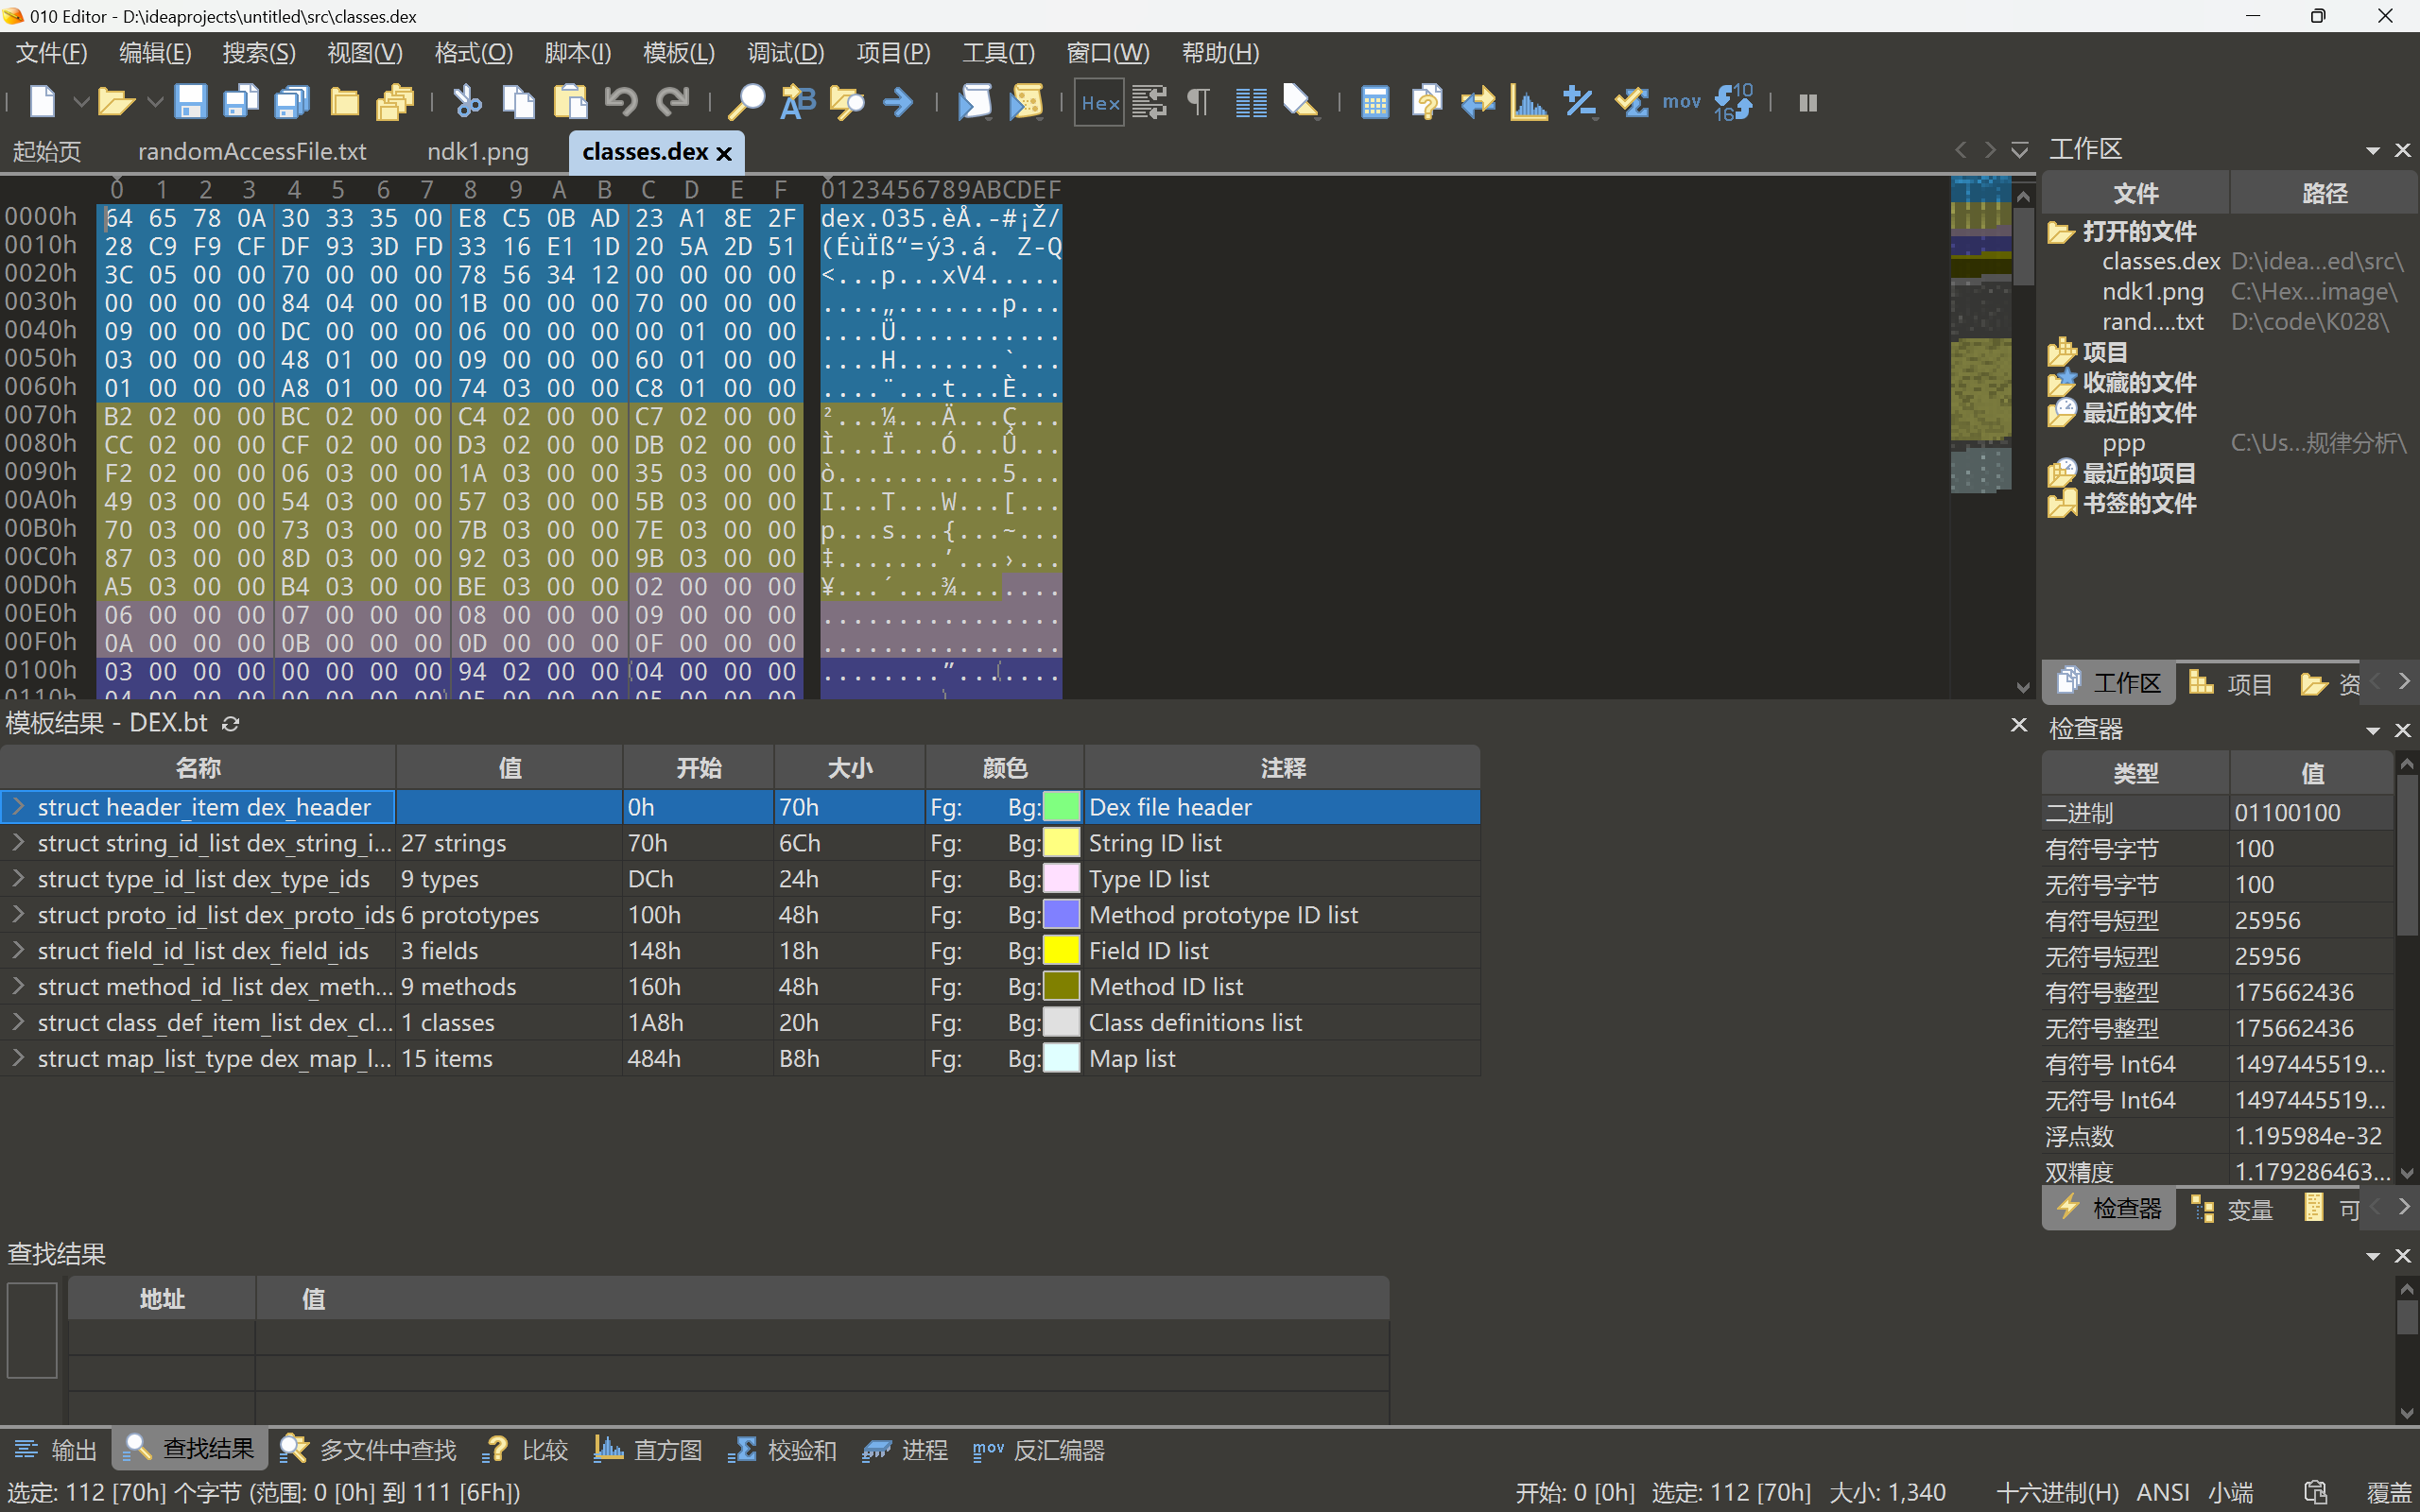 010 Editor - D:\ideaprojects\untitled\src\classes.dex
文件(F) 编辑(E) 搜索(S) 视图(V) 格式(O) 脚本(I) 模板(L) 调试(D) 项目(P) 工具(T) 窗口(W) 帮助(H)
Hex mov 10 16
起始页 randomAccessFile.txt ndk1.png classes.dex
0 1 2 3 4 5 6 7 8 9 A B C D E F 0123456789ABCDEF
0000h 64 65 78 0A 30 33 35 00 E8 C5 0B AD 23 A1 8E 2F dex.035.èÅ.-#¡Ž/
0010h 28 C9 F9 CF DF 93 3D FD 33 16 E1 1D 20 5A 2D 51 (ÉùÏß“=ý3.á. Z-Q
0020h 3C 05 00 00 70 00 00 00 78 56 34 12 00 00 00 00 <...p...xV4.....
0030h 00 00 00 00 84 04 00 00 1B 00 00 00 70 00 00 00 ....„.......p...
0040h 09 00 00 00 DC 00 00 00 06 00 00 00 00 01 00 00 ....Ü...........
0050h 03 00 00 00 48 01 00 00 09 00 00 00 60 01 00 00 ....H.......`...
0060h 01 00 00 00 A8 01 00 00 74 03 00 00 C8 01 00 00 ....¨...t...È...
0070h B2 02 00 00 BC 02 00 00 C4 02 00 00 C7 02 00 00 ²...¼...Ä...Ç...
0080h CC 02 00 00 CF 02 00 00 D3 02 00 00 DB 02 00 00 Ì...Ï...Ó...Û...
0090h F2 02 00 00 06 03 00 00 1A 03 00 00 35 03 00 00 ò...........5...
00A0h 49 03 00 00 54 03 00 00 57 03 00 00 5B 03 00 00 I...T...W...[...
00B0h 70 03 00 00 73 03 00 00 7B 03 00 00 7E 03 00 00 p...s...{...~...
00C0h 87 03 00 00 8D 03 00 00 92 03 00 00 9B 03 00 00 ‡.......’...›...
00D0h A5 03 00 00 B4 03 00 00 BE 03 00 00 02 00 00 00 ¥...´...¾.......
00E0h 06 00 00 00 07 00 00 00 08 00 00 00 09 00 00 00 ................
00F0h 0A 00 00 00 0B 00 00 00 0D 00 00 00 0F 00 00 00 ................
0100h 03 00 00 00 00 00 00 00 94 02 00 00 04 00 00 00 ........”.......
0110h 04 00 00 00 05 00 00 00 05 00 00 00
工作区
文件 路径
打开的文件
classes.dex D:\idea...ed\src\
ndk1.png C:\Hex...image\
rand....txt D:\code\K028\
项目
收藏的文件
最近的文件
ppp C:\Us...规律分析\
最近的项目
书签的文件
工作区 项目 资
模板结果 - DEX.bt
名称 值 开始 大小 颜色 注释
struct header_item dex_header 0h 70h Fg: Bg: Dex file header
struct string_id_list dex_string_i... 27 strings 70h 6Ch Fg: Bg: String ID list
struct type_id_list dex_type_ids 9 types DCh 24h Fg: Bg: Type ID list
struct proto_id_list dex_proto_ids 6 prototypes 100h 48h Fg: Bg: Method prototype ID list
struct field_id_list dex_field_ids 3 fields 148h 18h Fg: Bg: Field ID list
struct method_id_list dex_meth... 9 methods 160h 48h Fg: Bg: Method ID list
struct class_def_item_list dex_cl... 1 classes 1A8h 20h Fg: Bg: Class definitions list
struct map_list_type dex_map_l... 15 items 484h B8h Fg: Bg: Map list
检查器
类型 值
二进制 01100100
有符号字节 100
无符号字节 100
有符号短型 25956
无符号短型 25956
有符号整型 175662436
无符号整型 175662436
有符号 Int64 1497445519...
无符号 Int64 1497445519...
浮点数 1.195984e-32
双精度 1.179286463...
检查器 变量 可
查找结果
地址 值
输出 查找结果 多文件中查找 比较 直方图 校验和 进程 mov 反汇编器
选定: 112 [70h] 个字节 (范围: 0 [0h] 到 111 [6Fh]) 开始: 0 [0h] 选定: 112 [70h] 大小: 1,340 十六进制(H) ANSI 小端 覆盖